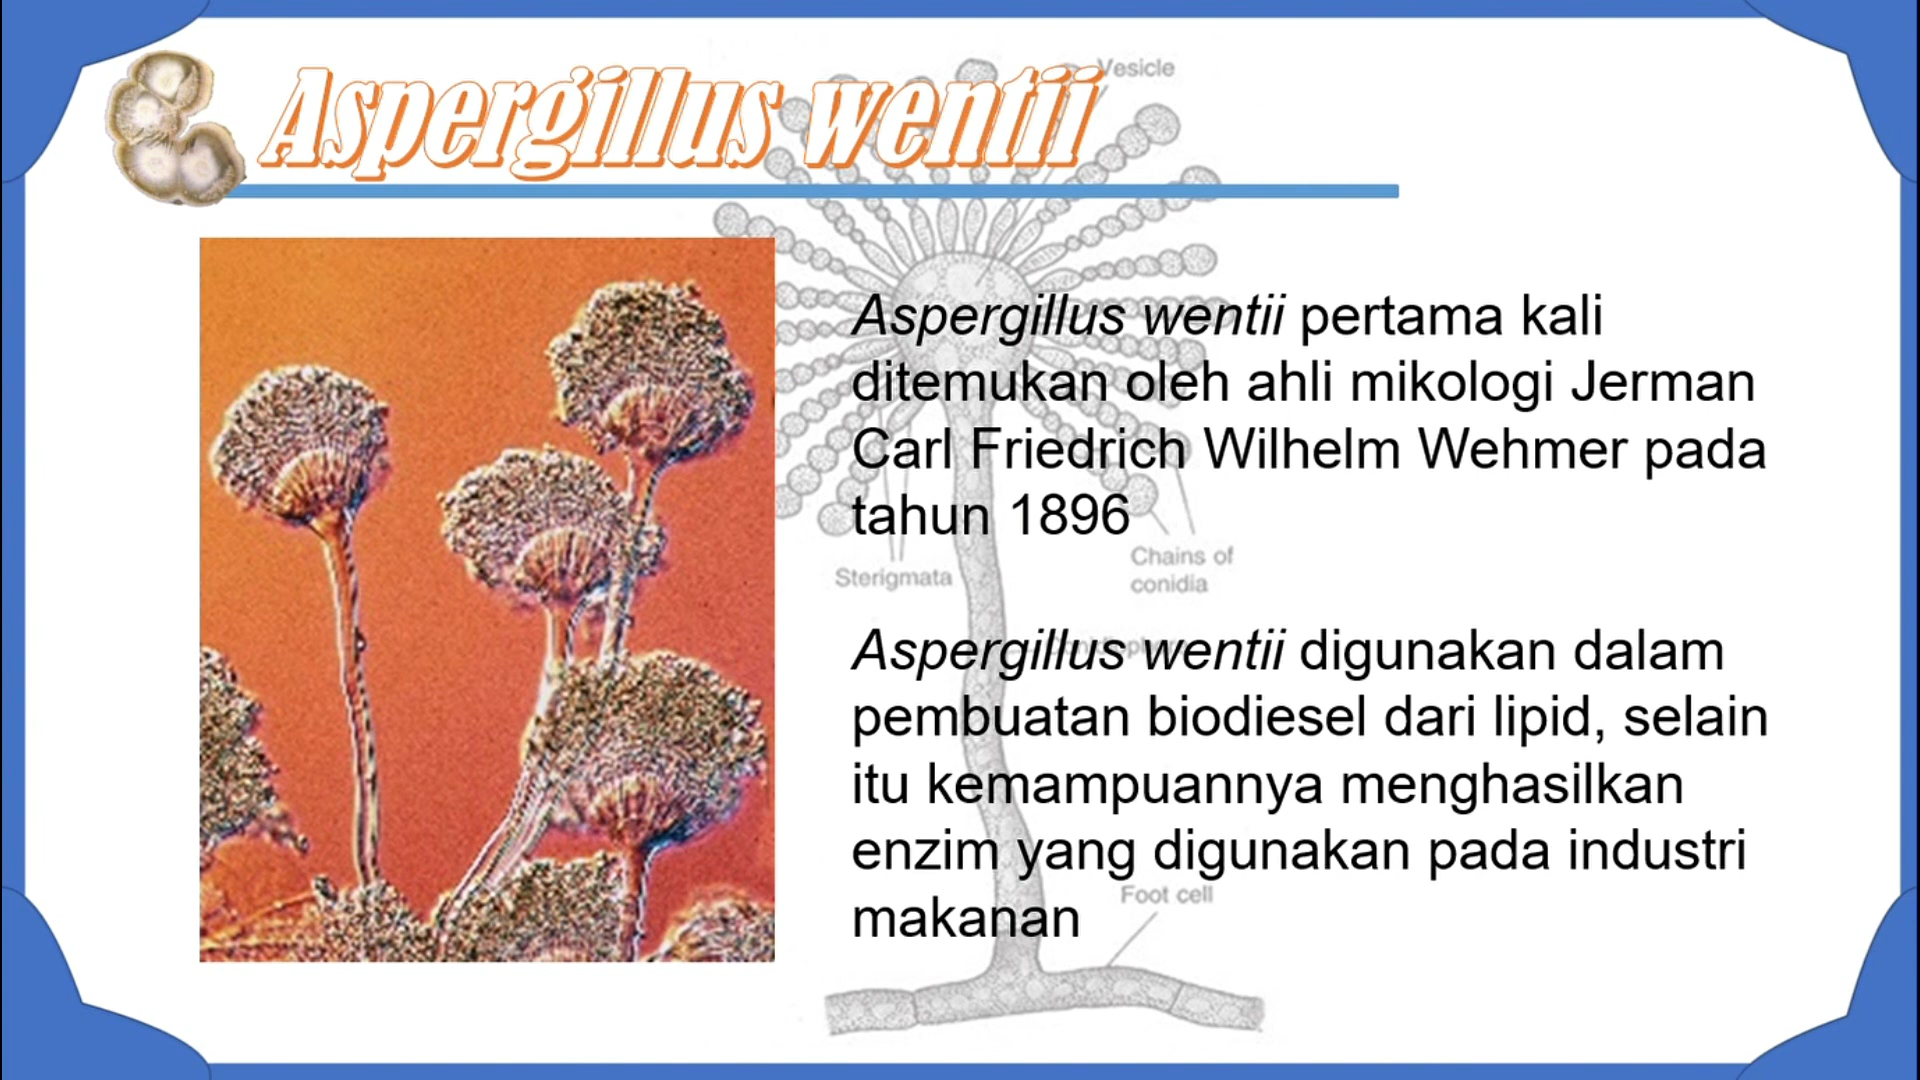 Aspergillus wentii
Vesicle
Aspergillus wentii pertama kali
ditemukan oleh ahli mikologi Jerman
Carl Friedrich Wilhelm Wehmer pada
tahun 1896
Chains of
conidia
Sterigmata
Aspergillus wentii digunakan dalam
pembuatan biodiesel dari lipid, selain
itu kemampuannya menghasilkan
enzim yang digunakan pada industri
makanan
Foot cell